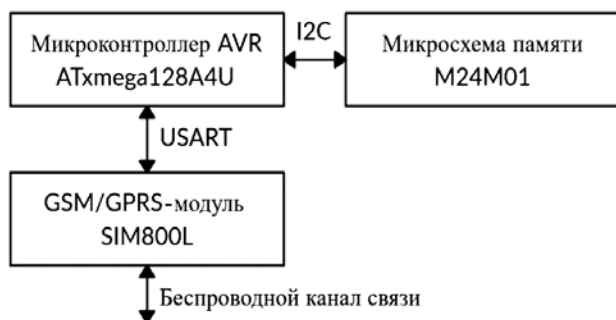 Микроконтроллер AVR
ATxmega128A4U
I2C
Микросхема памяти
M24M01
USART
GSM/GPRS-модуль
SIM800L
Беспроводной канал связи